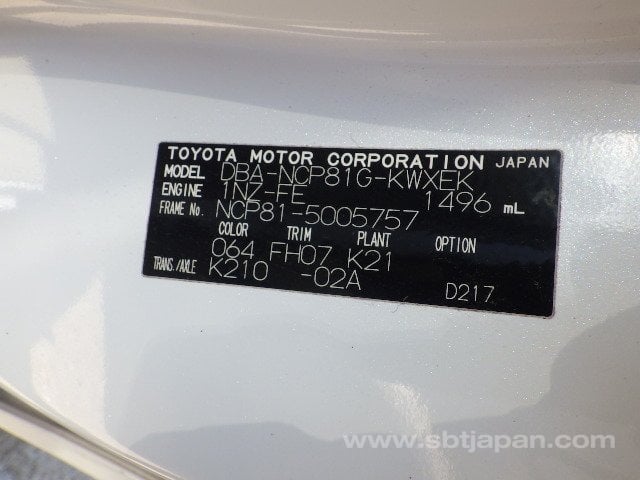 TOYOTA MOTOR CORPORATION JAPAN
MODEL DBA-NCP81G-KWXEK
ENGINE 1NZ-FE 1496 mL
FRAME No. NCP81-5005757
COLOR TRIM PLANT OPTION
064 FH07 K21
TRANS./AXLE K210 -02A D217
www.sbtjapan.com